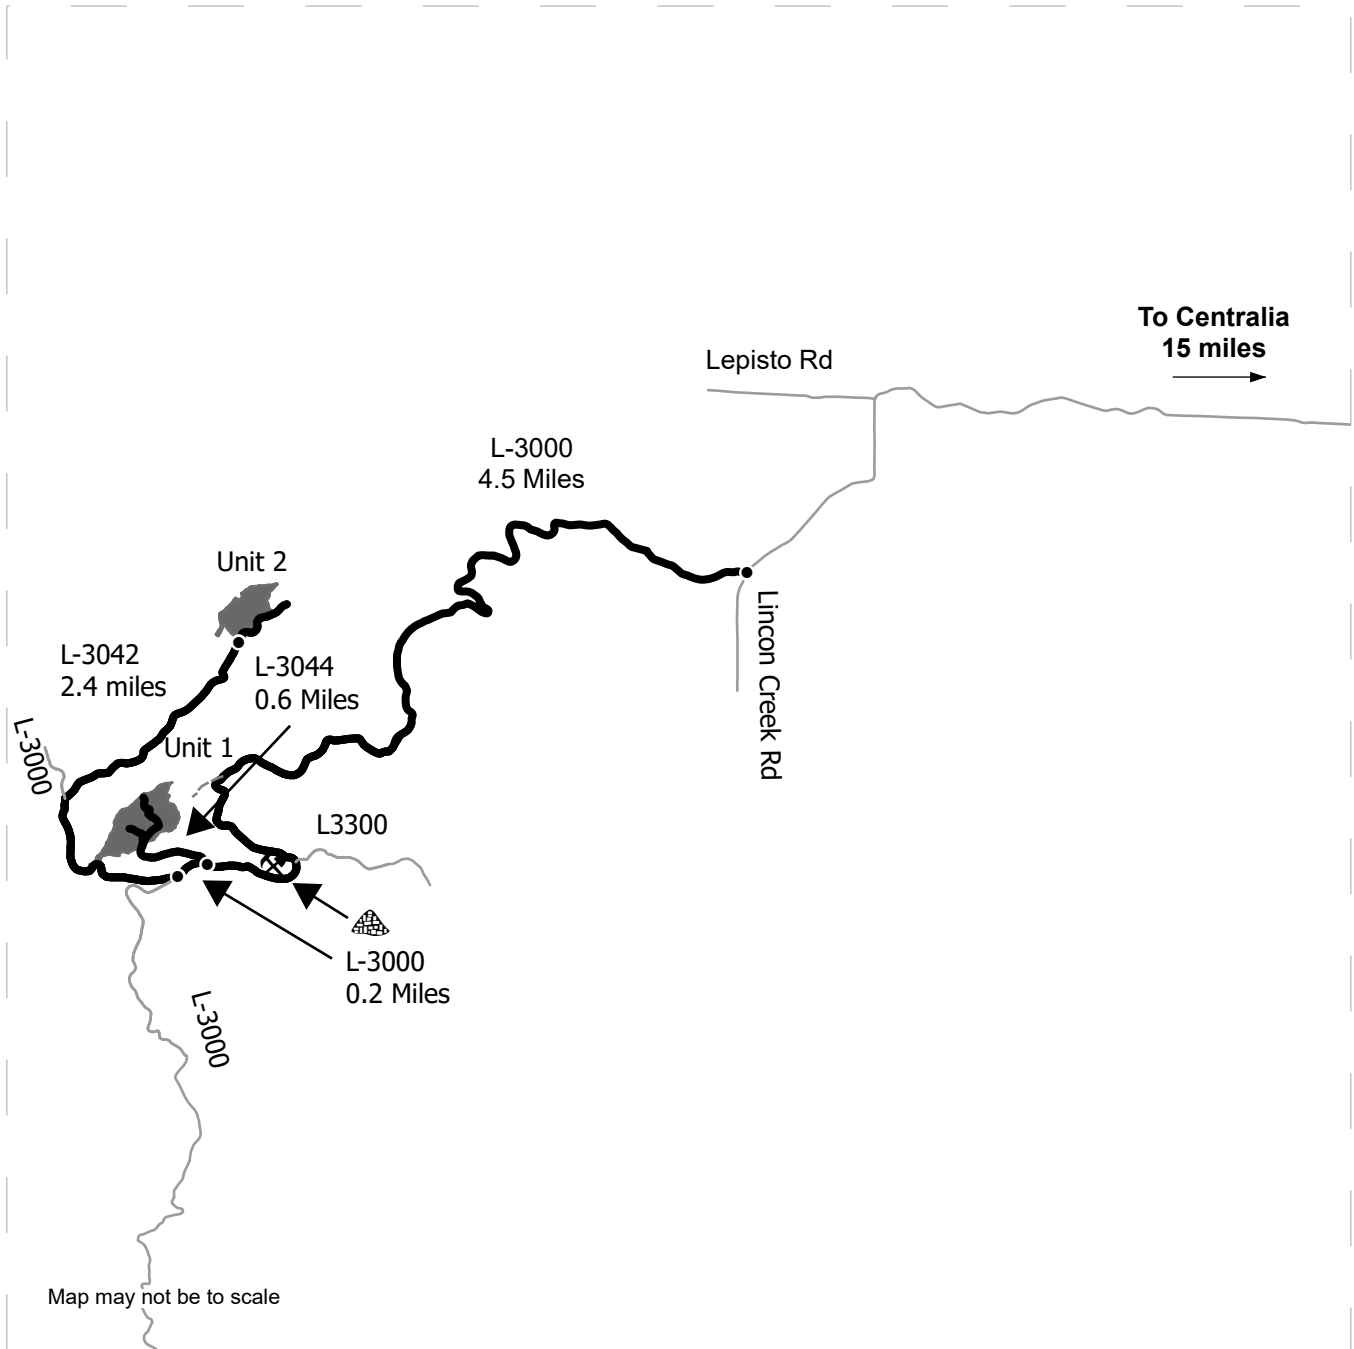 To Centralia
15 miles
Lepisto Rd
L-3000
4.5 Miles
Unit 2
Lincon Creek Rd
L-3042
2.4 miles
L-3044
0.6 Miles
L-3000
Unit 1
L3300
L-3000
0.2 Miles
L-3000
Map may not be to scale